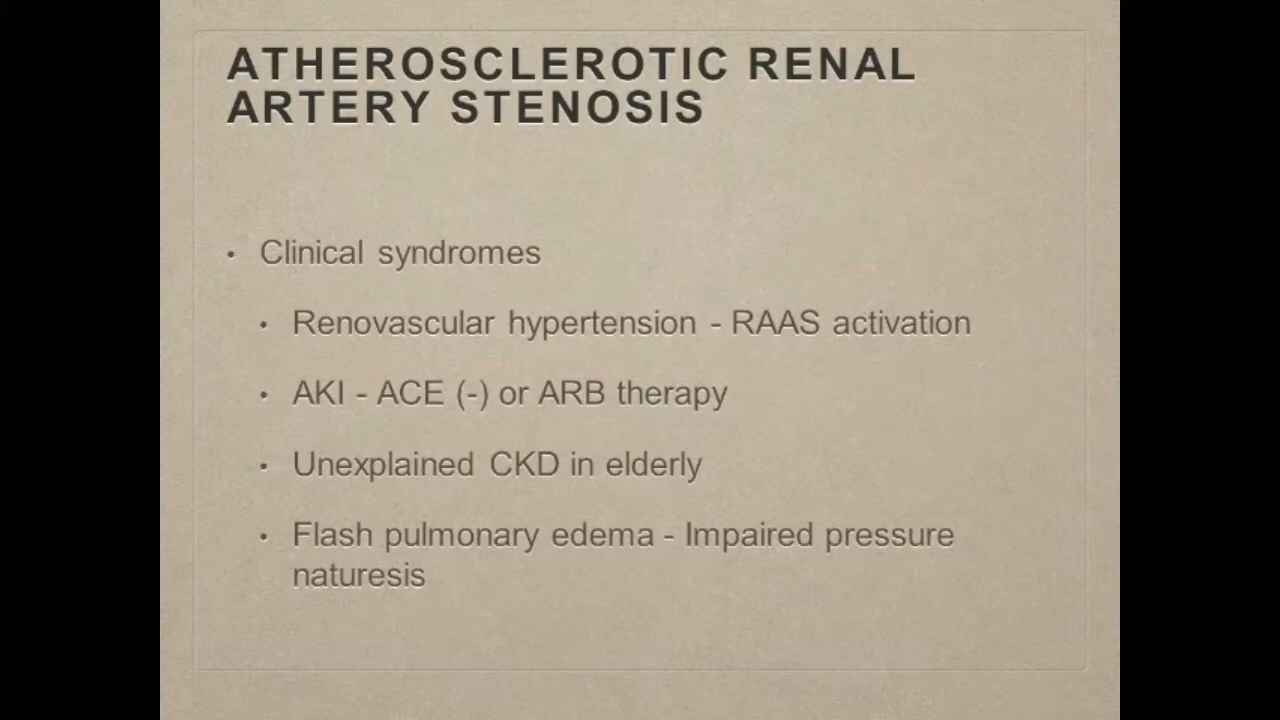 ATHEROSCLEROTIC RENAL
ARTERY STENOSIS
• Clinical syndromes
• Renovascular hypertension - RAAS activation
• AKI - ACE (-) or ARB therapy
• Unexplained CKD in elderly
• Flash pulmonary edema - Impaired pressure
naturesis